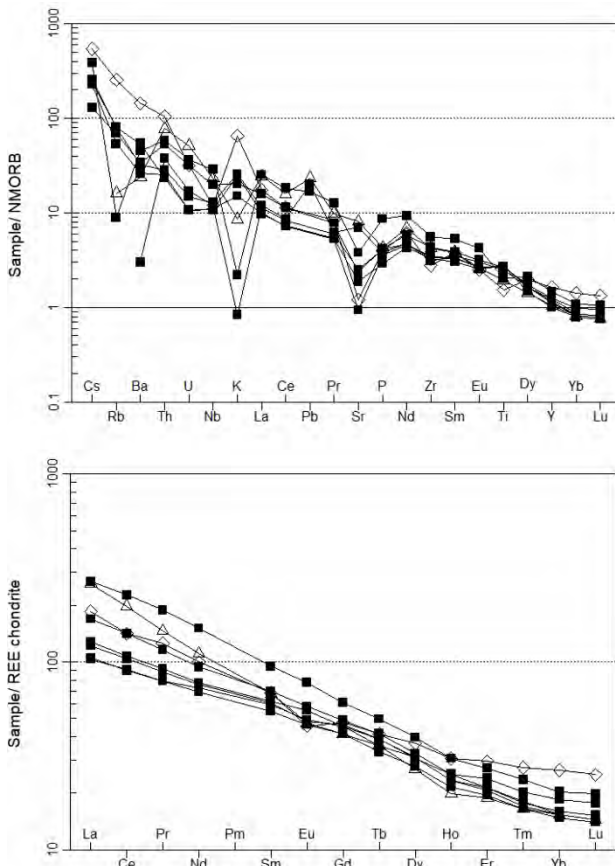 1000
100
10
1
0.1
Sample/ NMORB
Cs Ba U K Ce Pr P Zr Eu Dy Yb
Rb Th Nb La Pb Sr Nd Sm Ti Y Lu
1000
100
10
Sample/ REE chondrite
La Pr Pm Eu Tb Ho Tm Lu
Ce Nd Sm Gd Dy Er Yb